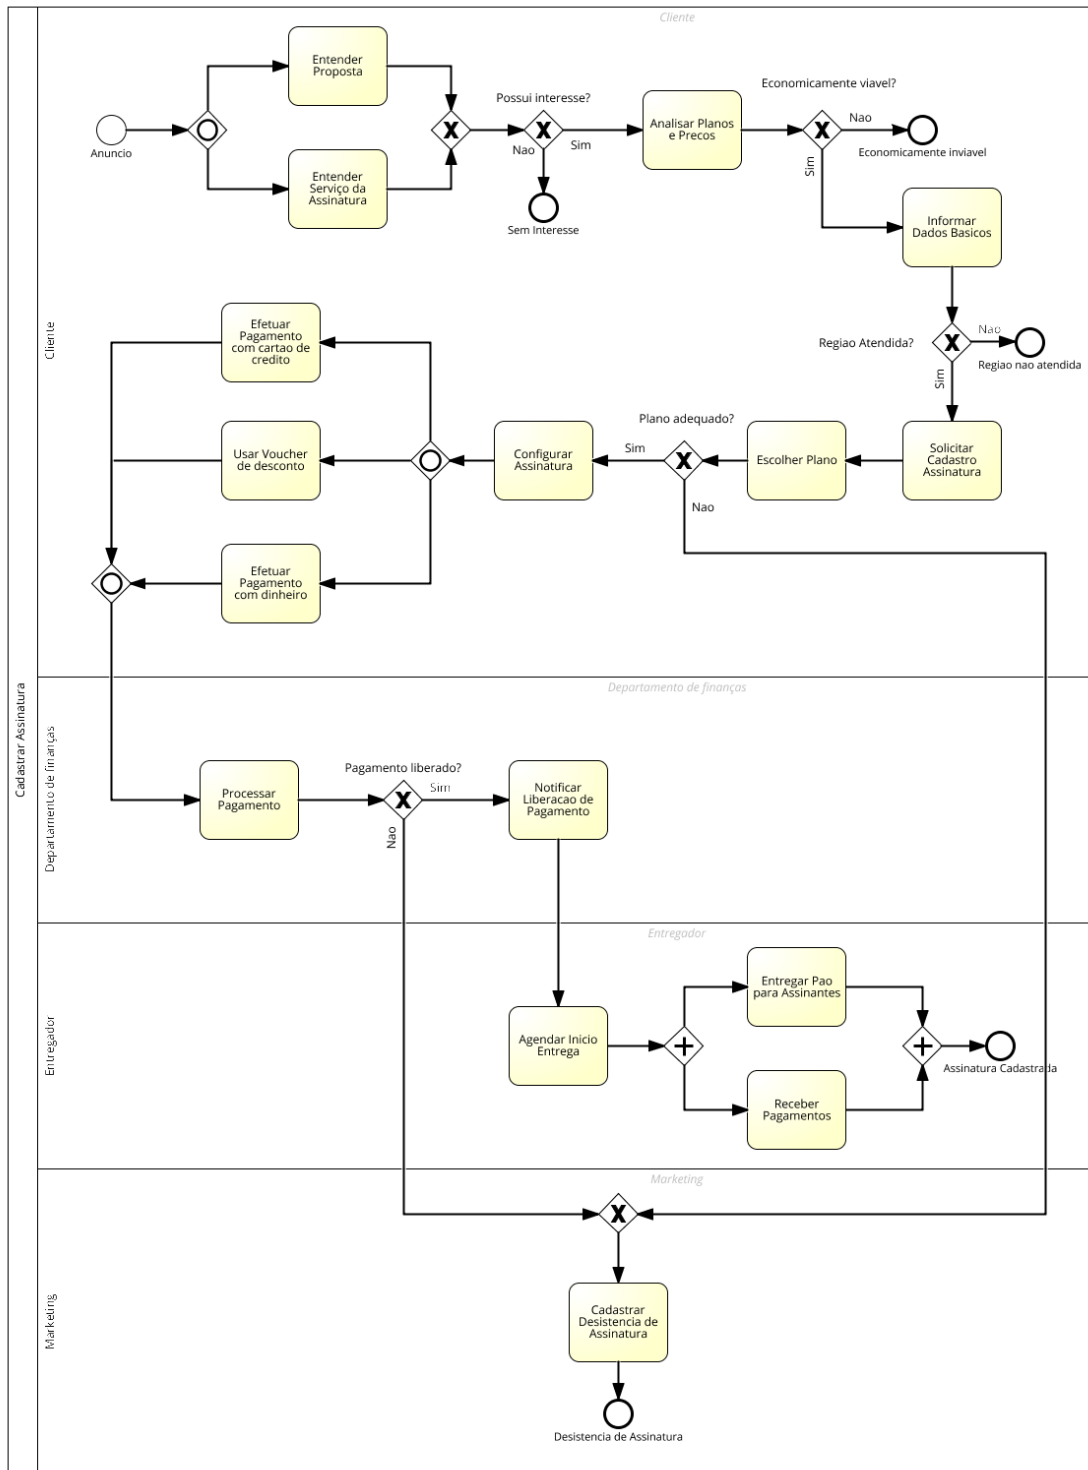 Cadastrar Assinatura
Cliente
Cliente
Anuncio
Entender
Proposta
Entender
Serviço da
Assinatura
Possui interesse?
Nao
Sim
Sem Interesse
Analisar Planos
e Precos
Economicamente viavel?
Nao
Sim
Economicamente inviavel
Informar
Dados Basicos
Regiao Atendida?
Nao
Sim
Regiao nao atendida
Solicitar
Cadastro
Assinatura
Escolher Plano
Plano adequado?
Sim
Nao
Configurar
Assinatura
Efetuar
Pagamento
com cartao de
credito
Usar Voucher
de desconto
Efetuar
Pagamento
com dinheiro
Departamento de finanças
Departamento de finanças
Processar
Pagamento
Pagamento liberado?
Sim
Nao
Notificar
Liberacao de
Pagamento
Entregador
Entregador
Agendar Inicio
Entrega
Entregar Pao
para Assinantes
Receber
Pagamentos
Assinatura Cadastrada
Marketing
Marketing
Cadastrar
Desistencia de
Assinatura
Desistencia de Assinatura